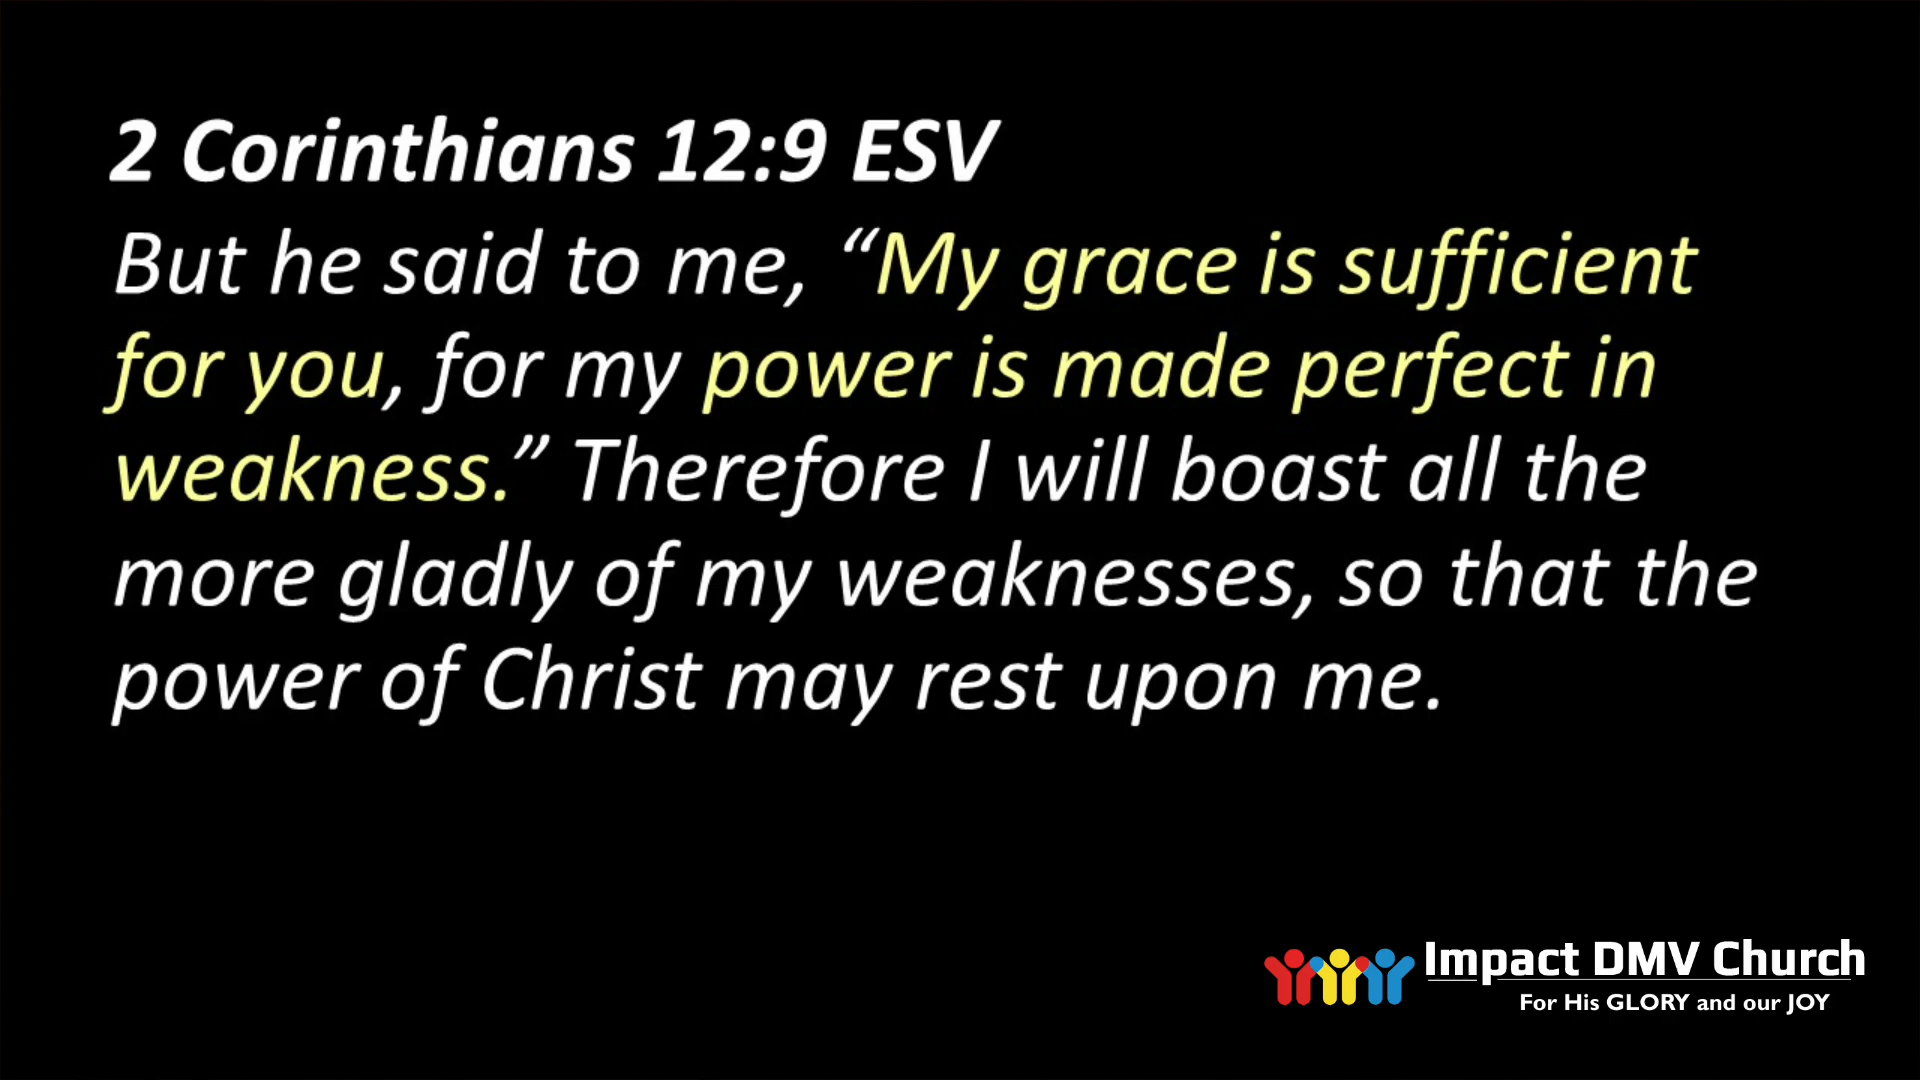 2 Corinthians 12:9 ESV
But he said to me, “My grace is sufficient
for you, for my power is made perfect in
weakness.” Therefore I will boast all the
more gladly of my weaknesses, so that the
power of Christ may rest upon me.
Impact DMV Church
For His GLORY and our JOY